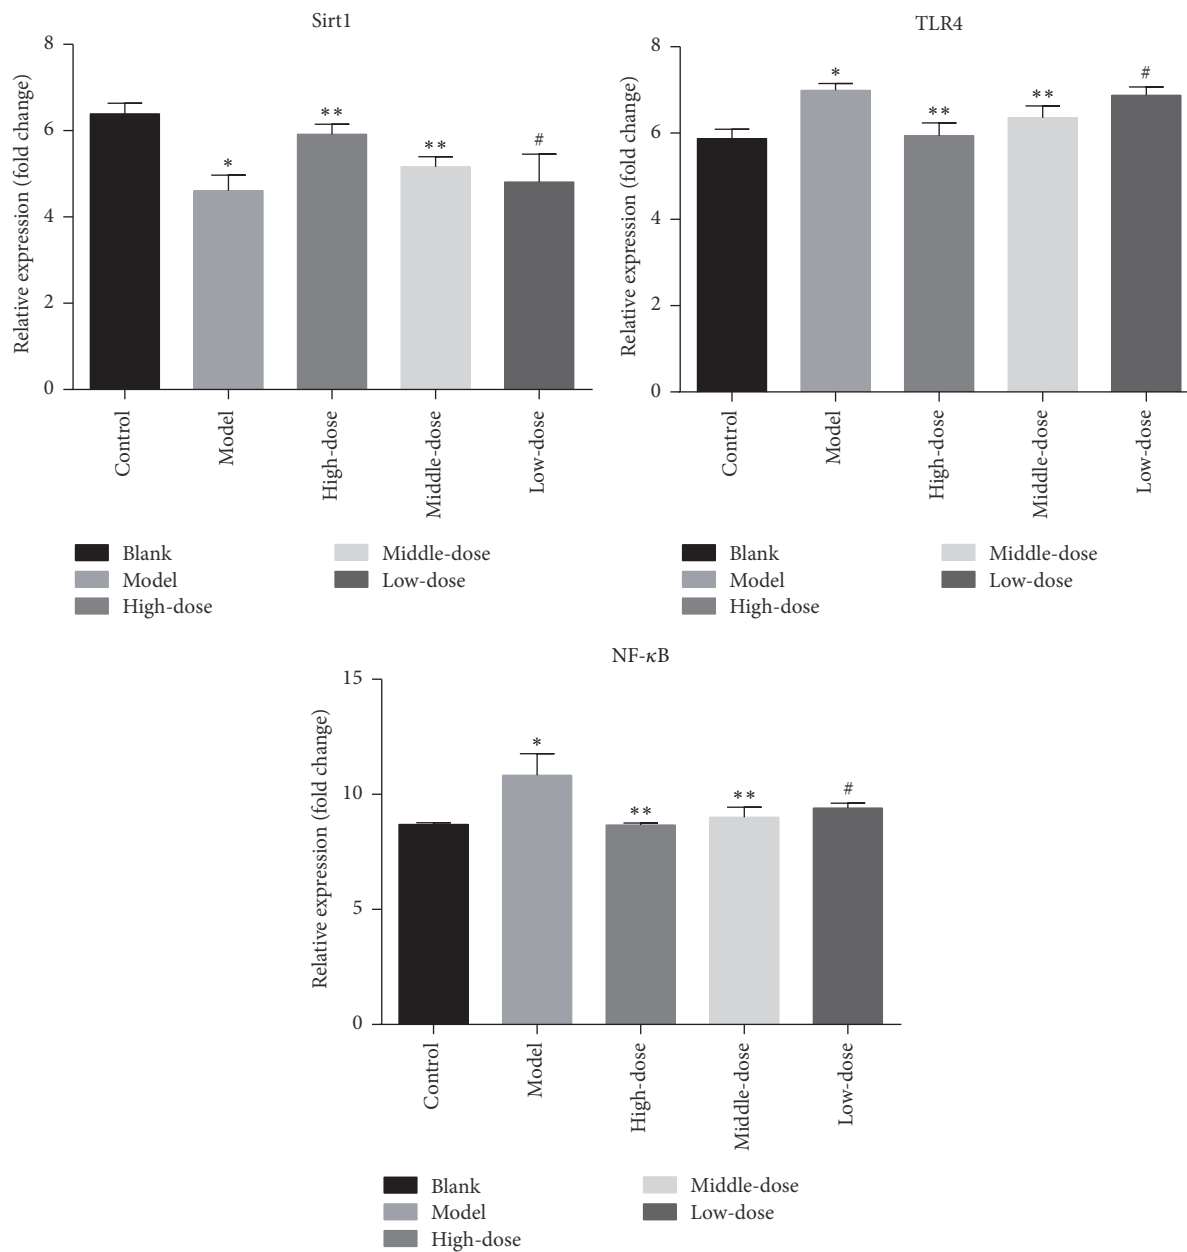 Sirt1
Relative expression (fold change)
8
6
4
2
0
*
**
**
#
Control
Model
High-dose
Middle-dose
Low-dose
Blank
Model
High-dose
Middle-dose
Low-dose
TLR4
Relative expression (fold change)
8
6
4
2
0
*
**
**
#
Control
Model
High-dose
Middle-dose
Low-dose
Blank
Model
High-dose
Middle-dose
Low-dose
NF-κB
Relative expression (fold change)
15
10
5
0
*
**
**
#
Control
Model
High-dose
Middle-dose
Low-dose
Blank
Model
High-dose
Middle-dose
Low-dose